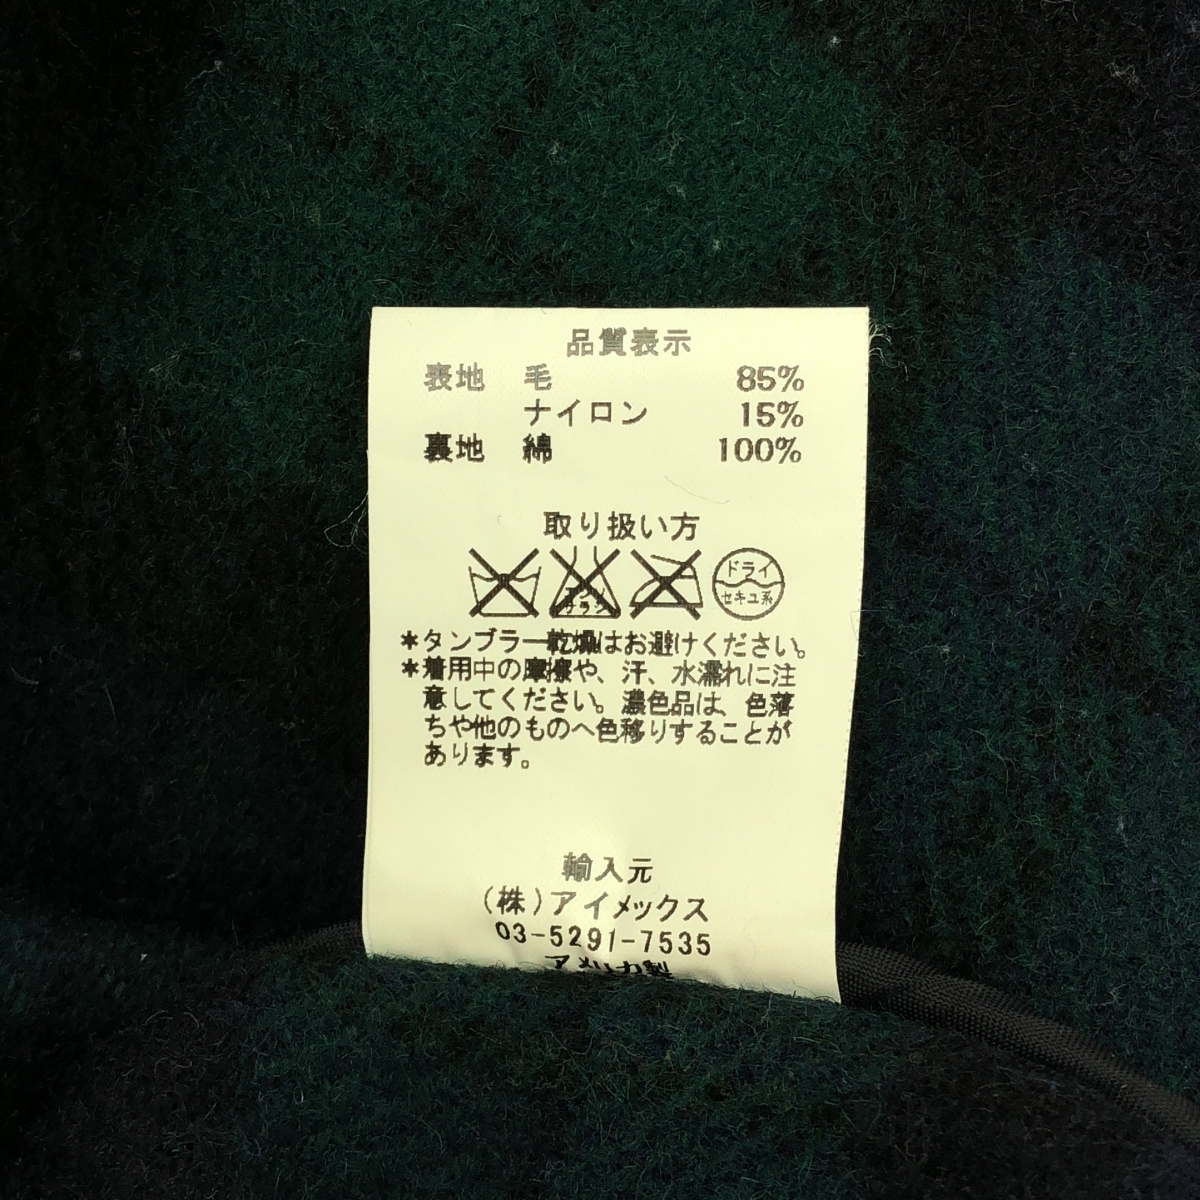 品質表示
表地 毛 85%
ナイロン 15%
裏地 綿 100%
取り扱い方
ドライ
セキユ系
＊タンブラー乾燥はお避けください。
＊着用中の摩擦や、汗、水濡れに注
意してください。濃色品は、色落
ちや他のものへ色移りすることが
あります。
輸入元
(株)アイメックス
03-5291-7535
アメリカ製